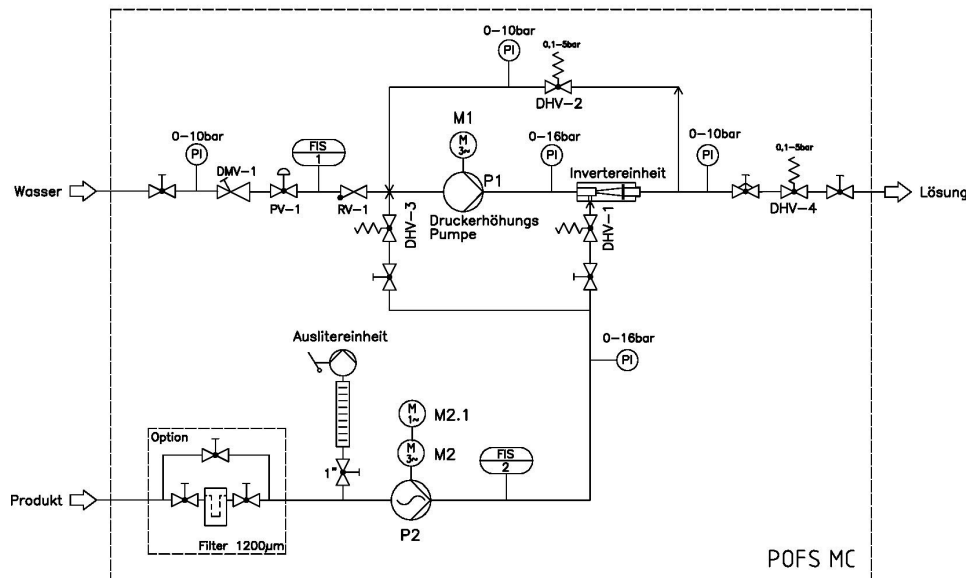 0-10bar
PI
0,1-5bar
DHV-2
M1
M
3~
0-10bar
PI
DMV-1
FIS
1
0-16bar
PI
Invertereinheit
0-10bar
PI
0,1-5bar
Wasser
PV-1
RV-1
P1
Druckerhöhungs
Pumpe
DHV-3
DHV-1
DHV-4
Lösung
0-16bar
PI
Auslitereinheit
M
1~
M2.1
M
3~
M2
Option
1"
FIS
2
Produkt
P2
Filter 1200µm
POFS MC